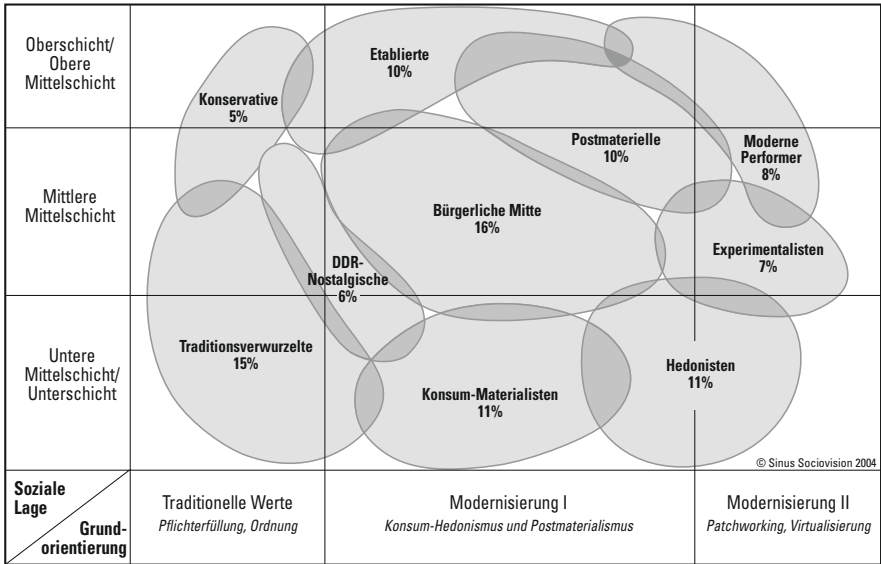 Oberschicht/
Obere
Mittelschicht
Etablierte
10%
Konservative
5%
Postmaterielle
10%
Moderne
Performer
8%
Mittlere
Mittelschicht
Bürgerliche Mitte
16%
Experimentalisten
7%
DDR-
Nostalgische
6%
Untere
Mittelschicht/
Unterschicht
Traditionsverwurzelte
15%
Konsum-Materialisten
11%
Hedonisten
11%
© Sinus Sociovision 2004
Soziale
Lage
Grund-
orientierung
Traditionelle Werte
Pflichterfüllung, Ordnung
Modernisierung I
Konsum-Hedonismus und Postmaterialismus
Modernisierung II
Patchworking, Virtualisierung